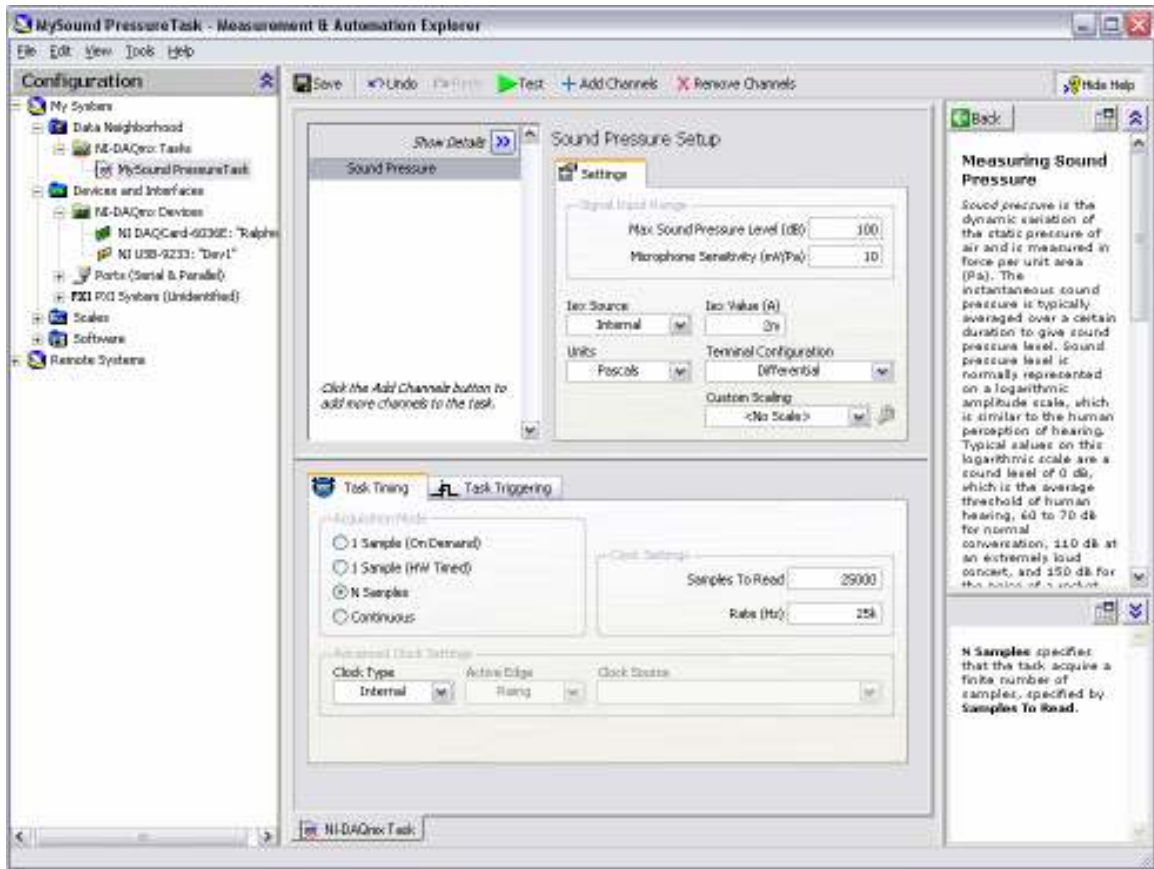 MySound PressureTask - Measurement & Automation Explorer
File Edit View Tools Help
Configuration
My System
Data Neighborhood
NI-DAQmx Tasks
MySound PressureTask
Devices and Interfaces
NI-DAQmx Devices
NI DAQCard-6036E: "Ralphie
NI USB-9233: "Dev1"
Ports (Serial & Parallel)
PXI PXI System (Unidentified)
Scales
Software
Remote Systems
Save Undo Redo Test Add Channels Remove Channels
Hide Help
Show Details
Sound Pressure
Click the Add Channels button to
add more channels to the task.
Sound Pressure Setup
Settings
Signal Input Range
Max Sound Pressure Level (dB) 100
Microphone Sensitivity (mV/Pa) 10
Iex Source Iex Value (A)
Internal 2m
Units Terminal Configuration
Pascals Differential
Custom Scaling
<No Scale>
Task Timing Task Triggering
Acquisition Mode
1 Sample (On Demand)
1 Sample (HW Timed)
N Samples
Continuous
Clock Settings
Samples To Read 25000
Rate (Hz) 25k
Advanced Clock Settings
Clock Type Active Edge Clock Source
Internal Rising
NI-DAQmx Task
Back
Measuring Sound
Pressure
Sound pressure is the
dynamic variation of
the static pressure of
air and is measured in
force per unit area
(Pa). The
instantaneous sound
pressure is typically
averaged over a certain
duration to give sound
pressure level. Sound
pressure level is
normally represented
on a logarithmic
amplitude scale, which
is similar to the human
perception of hearing.
Typical values on this
logarithmic scale are a
sound level of 0 dB,
which is the average
threshold of human
hearing, 60 to 70 dB
for normal
conversation, 110 dB at
an extremely loud
concert, and 150 dB for
the noise of a rocket
N Samples specifies
that the task acquire a
finite number of
samples, specified by
Samples To Read.